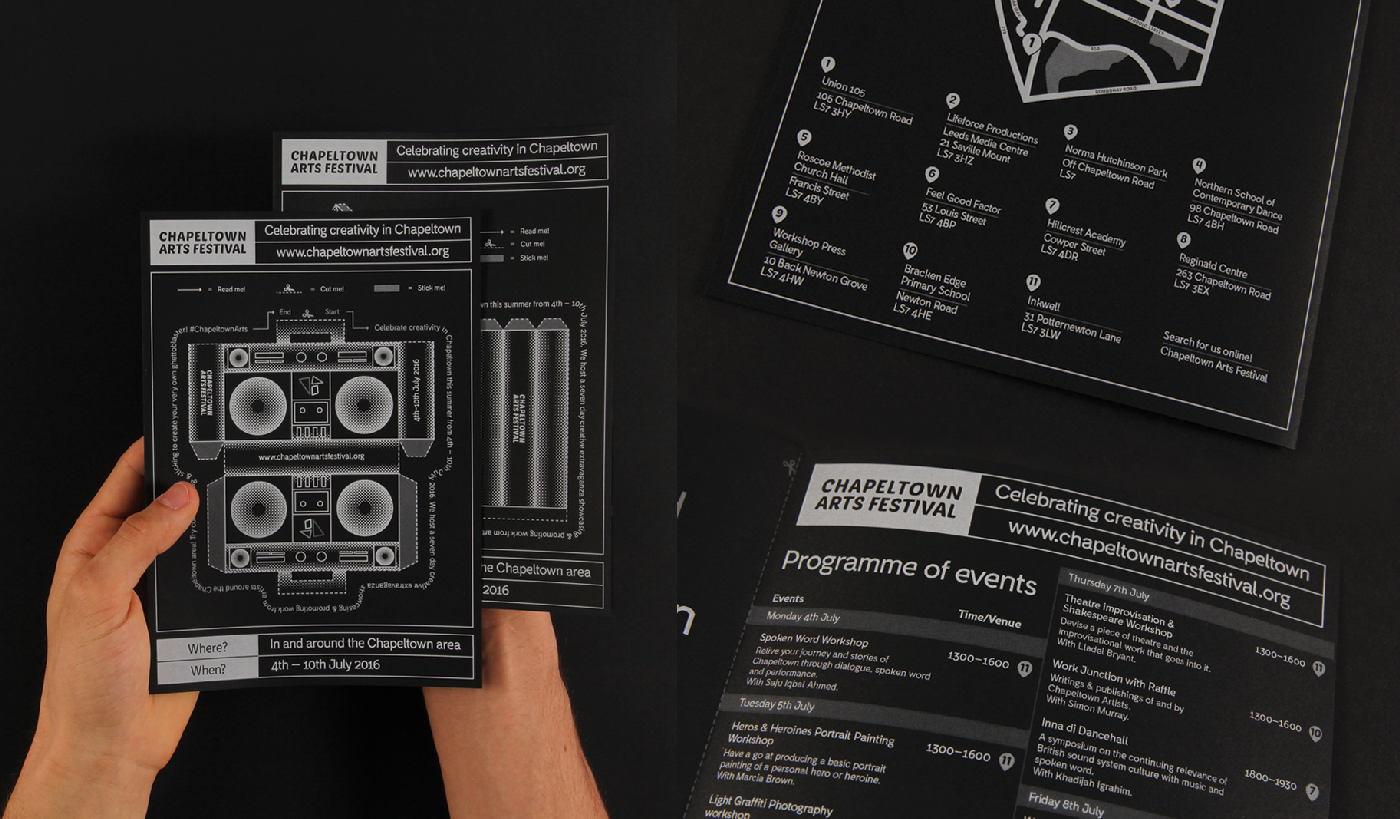 CHAPELTOWN
ARTS FESTIVAL
Celebrating creativity in Chapeltown
www.chapeltownartsfestival.org
= Read me!
= Cut me!
= Stick me!
this summer from 4th – 10th July 2016. We host a seven day creative extravaganza showcasing
& promoting work from
CHAPELTOWN
ARTS FESTIVAL
the Chapeltown area
2016
CHAPELTOWN
ARTS FESTIVAL
Celebrating creativity in Chapeltown
www.chapeltownartsfestival.org
= Read me!
= Cut me!
= Stick me!
End
Start
#ChapeltownArts
Celebrate creativity in Chapeltown this summer from 4th – 10th July 2016. We host a seven day creative extravaganza
showcasing & promoting work from
around the Chapeltown area! Try
to create your very own ghettoblaster!
CHAPELTOWN
ARTS FESTIVAL
4th-10th July 2016
www.chapeltownartsfestival.org
Where?
In and around the Chapeltown area
When?
4th – 10th July 2016
7
1
Union 105
105 Chapeltown Road
LS7 3HY
2
Lifeforce Productions
Leeds Media Centre
21 Saville Mount
LS7 3HZ
3
Norma Hutchinson Park
Off Chapeltown Road
LS7
4
Northern School of
Contemporary Dance
98 Chapeltown Road
LS7 4BH
5
Roscoe Methodist
Church Hall
Francis Street
LS7 4BY
6
Feel Good Factor
53 Louis Street
LS7 4BP
7
Hillcrest Academy
Cowper Street
LS7 4DR
8
Reginald Centre
263 Chapeltown Road
LS7 3EX
9
Workshop Press
Gallery
10 Back Newton Grove
LS7 4HW
10
Bracken Edge
Primary School
Newton Road
LS7 4HE
11
Inkwell
31 Potternewton Lane
LS7 3LW
Search for us online!
Chapeltown Arts Festival
CHAPELTOWN
ARTS FESTIVAL
Celebrating creativity in Chapeltown
www.chapeltownartsfestival.org
Programme of events
Events
Time/Venue
Monday 4th July
Spoken Word Workshop
Relive your journey and stories of
Chapeltown through dialogue, spoken word
and performance.
With Saju Iqbal Ahmed.
1300–1600 11
Tuesday 5th July
Heros & Heroines Portrait Painting
Workshop
Have a go at producing a basic portrait
painting of a personal hero or heroine.
With Marcia Brown.
1300–1600 11
Light Graffiti Photography
workshop
Thursday 7th July
Theatre Improvisation &
Shakespeare Workshop
Devise a piece of theatre and the
improvisational work that goes into it.
With Lladel Bryant.
1300–1600 11
Work Junction with Raffle
Writings & publishings of and by
Chapeltown Artists.
With Simon Murray.
1300–1600 10
Inna di Dancehall
A symposium on the continuing relevance of
British sound system culture with music and
spoken word.
With Khadijah Ibrahim.
1800–1930 7
Friday 8th July